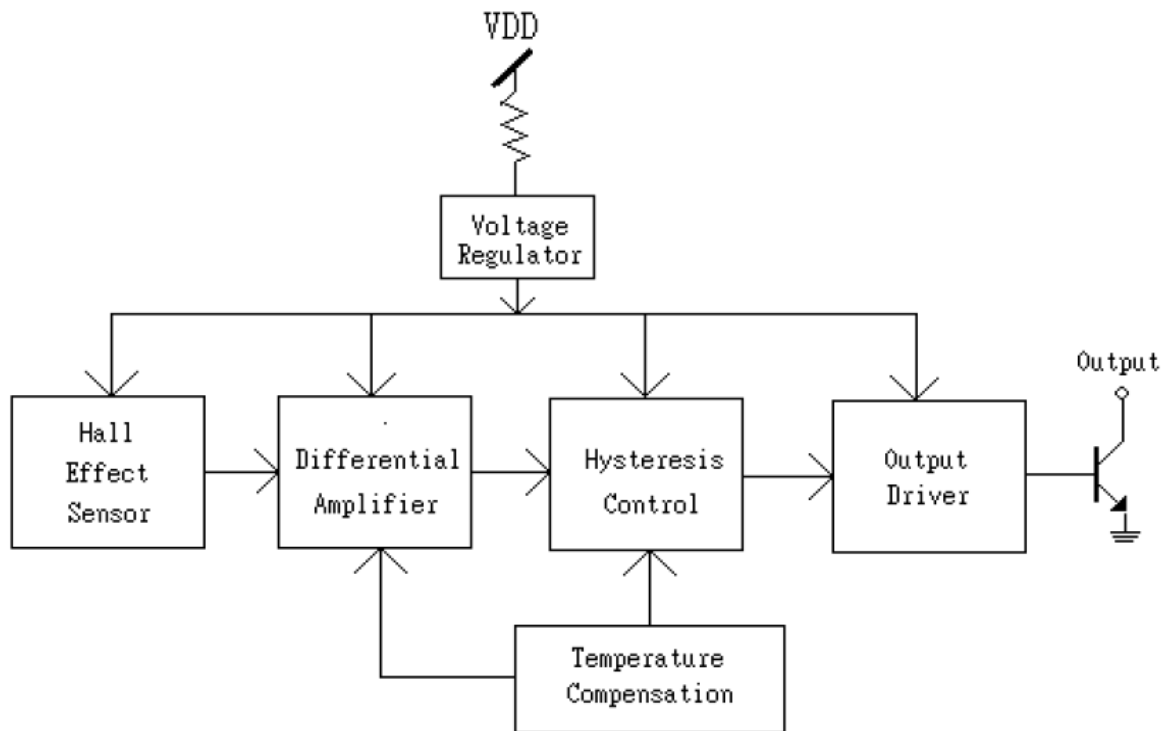 VDD
Voltage
Regulator
Output
Hall
Effect
Sensor
Differential
Amplifier
Hysteresis
Control
Output
Driver
Temperature
Compensation